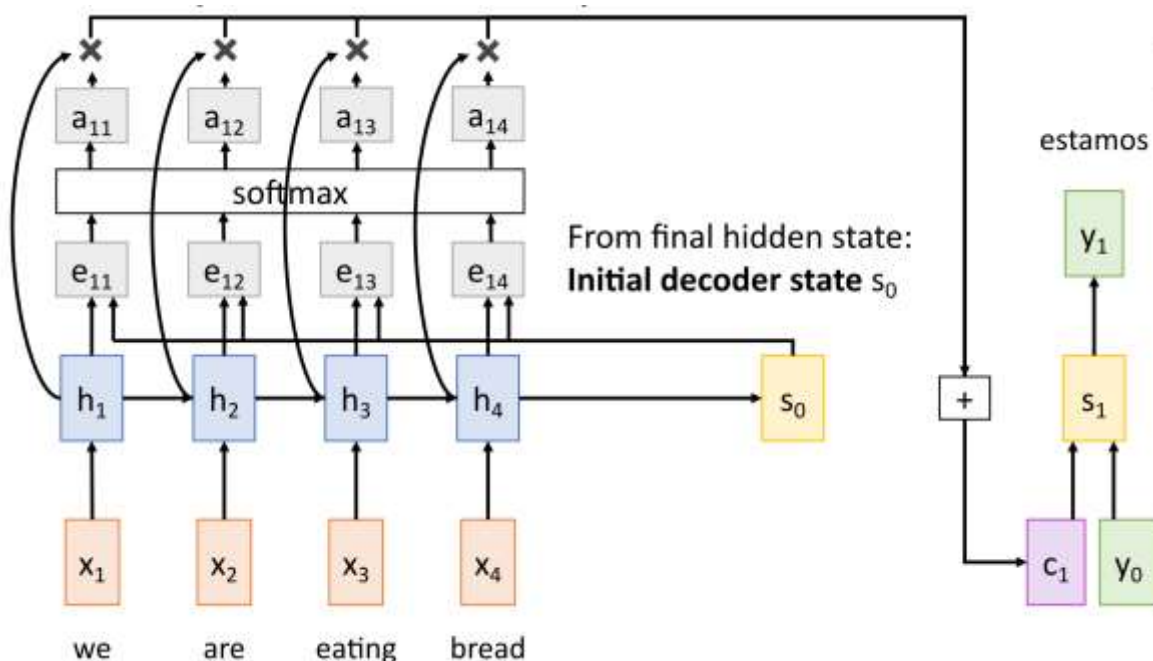 a₁₁ a₁₂ a₁₃ a₁₄
estamos
softmax
From final hidden state:
Initial decoder state s₀
e₁₁ e₁₂ e₁₃ e₁₄
y₁
h₁ h₂ h₃ h₄ s₀ + s₁
x₁ x₂ x₃ x₄ c₁ y₀
we are eating bread